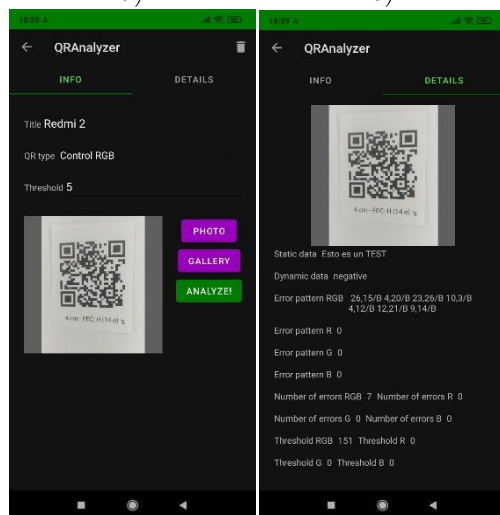 18:59
QRAnalyzer
INFO DETAILS
Title Redmi 2
QR type Control RGB
Threshold 5
PHOTO
GALLERY
ANALYZE!
4 cm - FEC: H (14 e)
18:59
QRAnalyzer
INFO DETAILS
4 cm - FEC: H (14 e)
Static data Esto es un TEST
Dynamic data negative
Error pattern RGB 26,15/B 4,20/B 23,26/B 10,3/B
4,12/B 12,21/B 9,14/B
Error pattern R 0
Error pattern G 0
Error pattern B 0
Number of errors RGB 7 Number of errors R 0
Number of errors G 0 Number of errors B 0
Threshold RGB 151 Threshold R 0
Threshold G 0 Threshold B 0